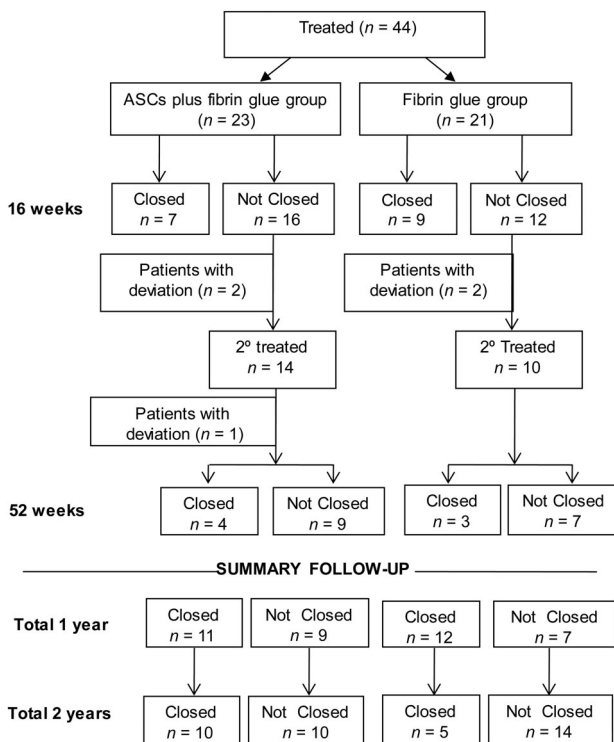 Treated (n = 44)
ASCs plus fibrin glue group
(n = 23)
Fibrin glue group
(n = 21)
16 weeks
Closed
n = 7
Not Closed
n = 16
Closed
n = 9
Not Closed
n = 12
Patients with
deviation (n = 2)
Patients with
deviation (n = 2)
2º treated
n = 14
2º Treated
n = 10
Patients with
deviation (n = 1)
52 weeks
Closed
n = 4
Not Closed
n = 9
Closed
n = 3
Not Closed
n = 7
SUMMARY FOLLOW-UP
Total 1 year
Closed
n = 11
Not Closed
n = 9
Closed
n = 12
Not Closed
n = 7
Total 2 years
Closed
n = 10
Not Closed
n = 10
Closed
n = 5
Not Closed
n = 14